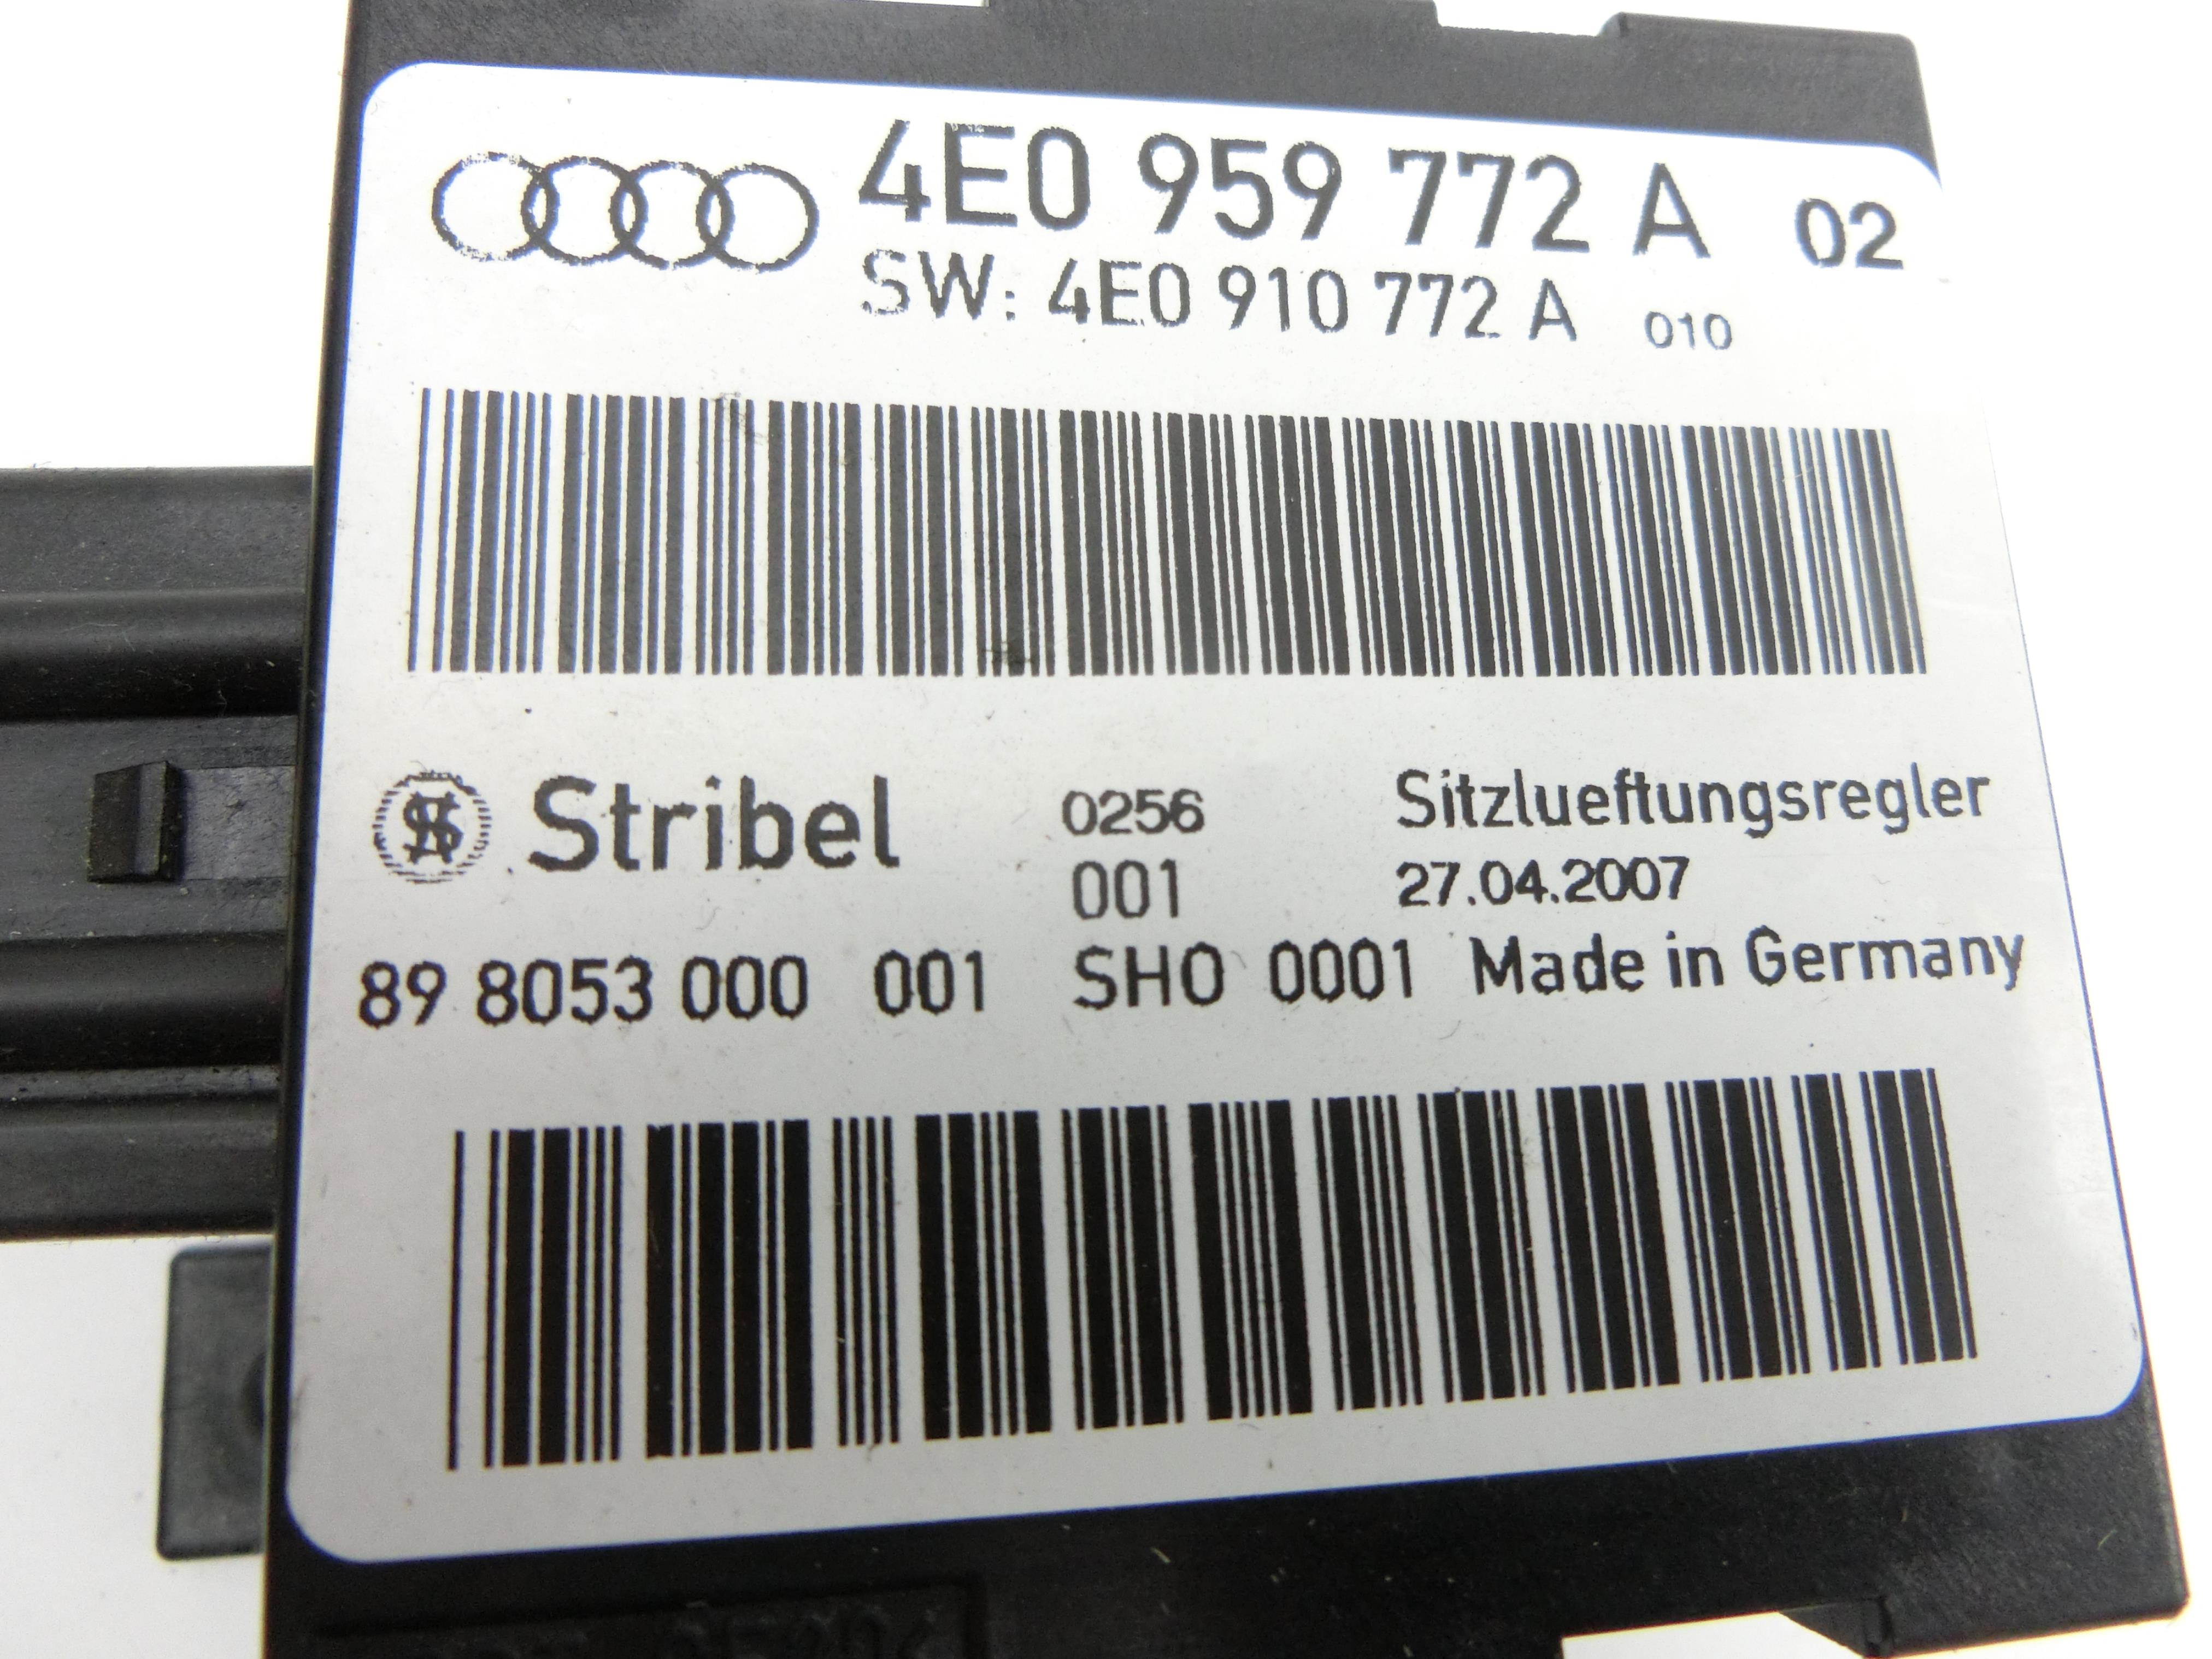 4E0 959 772 A 02
SW: 4E0 910 772 A 010
Stribel 0256 Sitzlueftungsregler
001 27.04.2007
89 8053 000 001 SHO 0001 Made in Germany